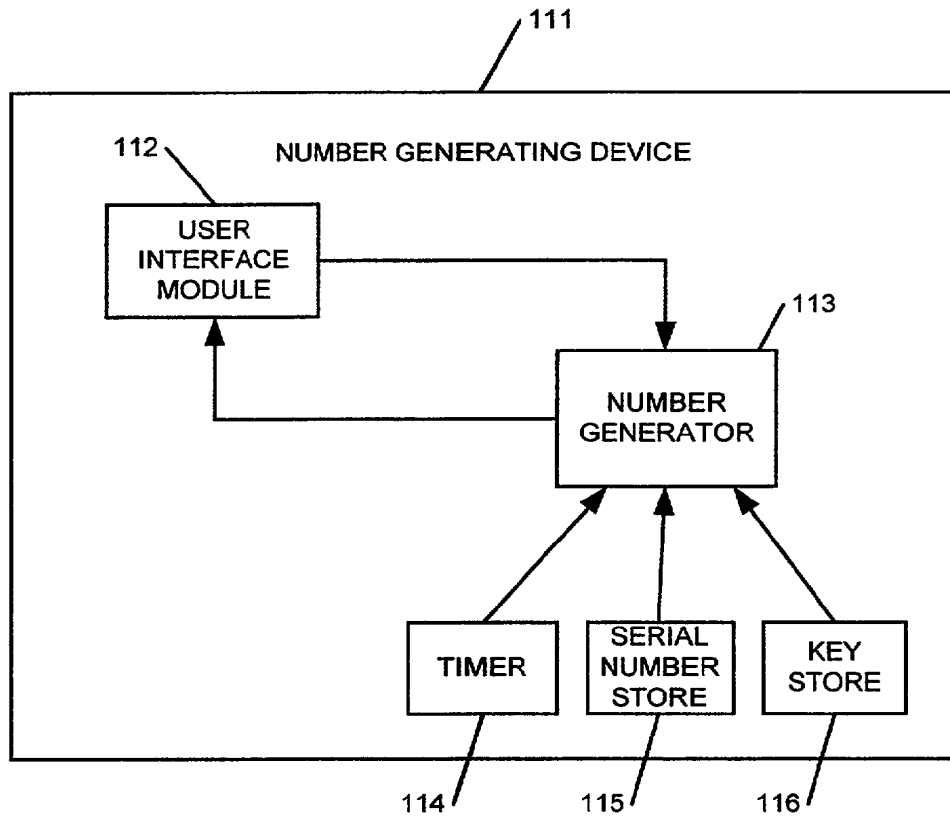 111
112
NUMBER GENERATING DEVICE
USER
INTERFACE
MODULE
113
NUMBER
GENERATOR
TIMER
SERIAL
NUMBER
STORE
KEY
STORE
114
115
116